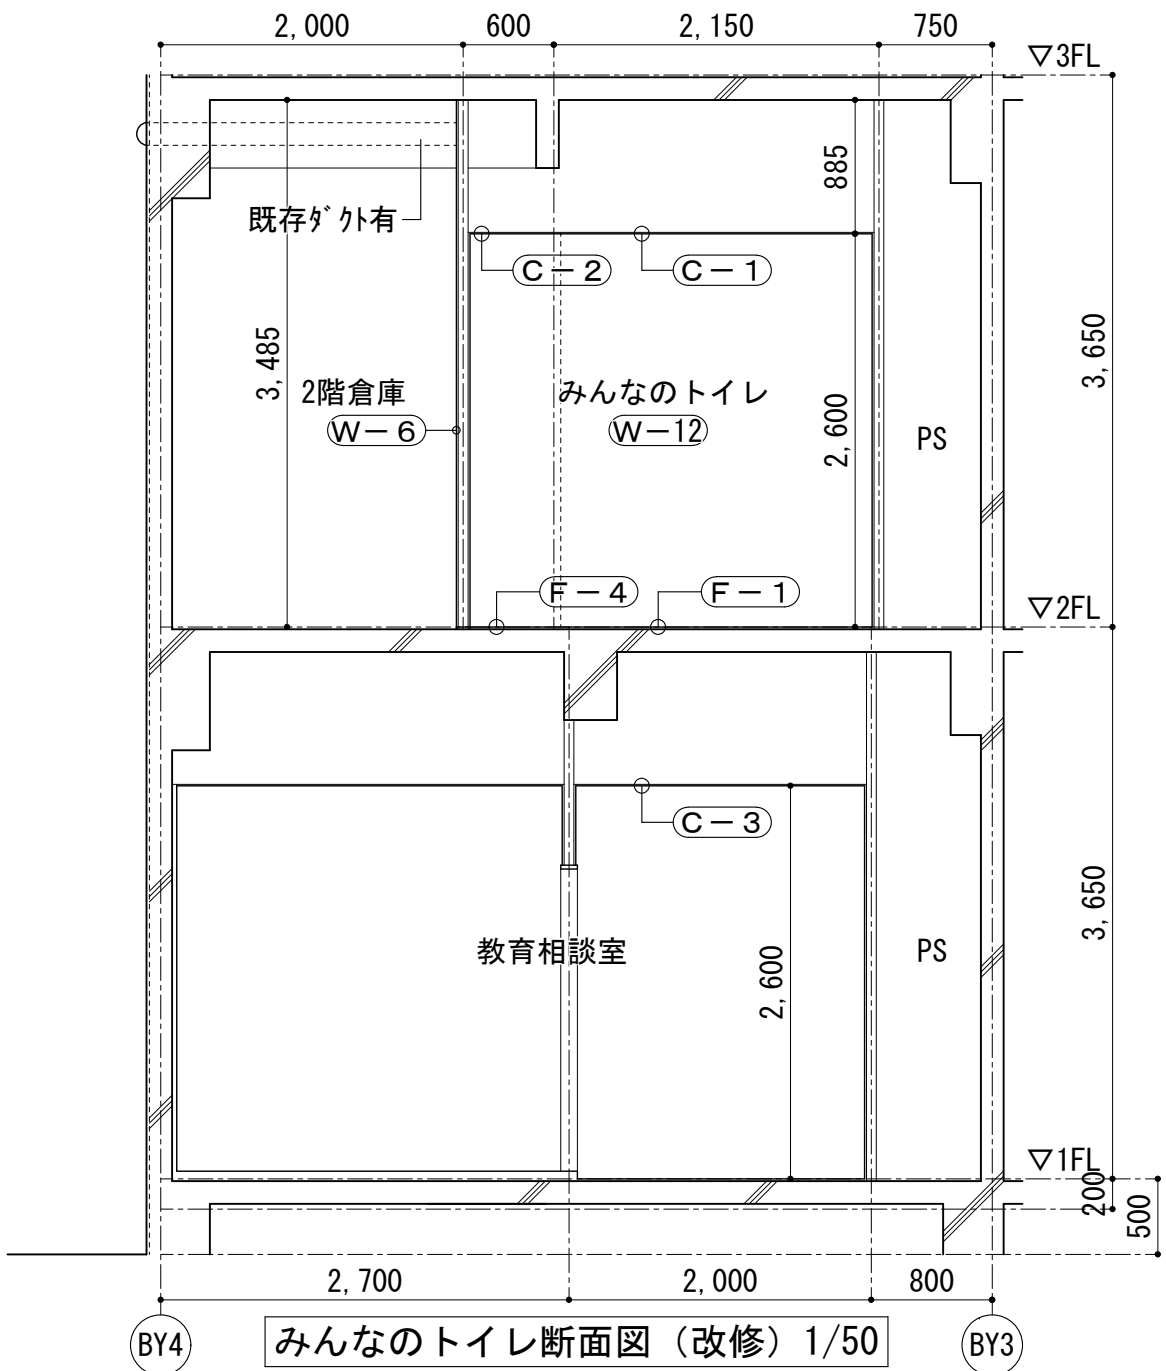 2,000 600 2,150 750
▽3FL
885
既存ダクト有
C－2 C－1
3,485
3,650
2階倉庫 みんなのトイレ
W－6 W－12
2,600
PS
F－4 F－1
▽2FL
C－3
3,650
教育相談室
PS
2,600
▽1FL
200
500
2,700 2,000 800
BY4
みんなのトイレ断面図（改修）1/50
BY3